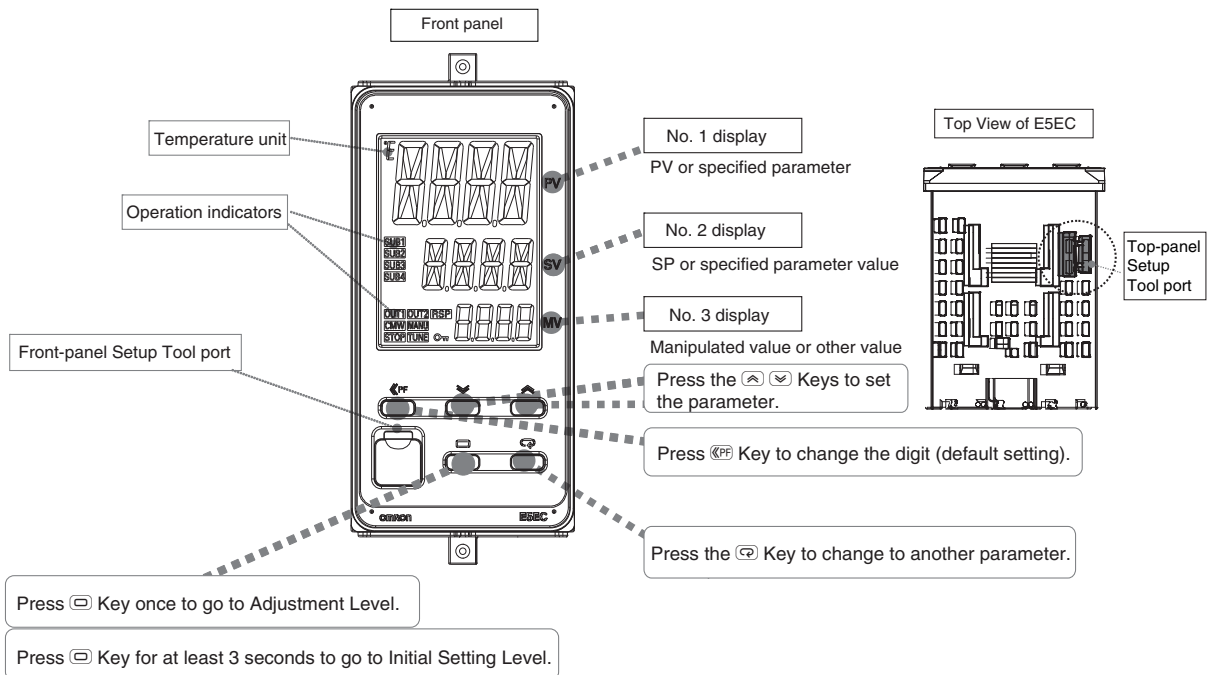 Front panel
Temperature unit
Operation indicators
Front-panel Setup Tool port
°F
PV
SUB1
SUB2
SUB3
SUB4
SV
OUT1 OUT2 RSP
CMW MANU
STOP TUNE
MV
PF
omron
E5EC
No. 1 display
PV or specified parameter
No. 2 display
SP or specified parameter value
No. 3 display
Manipulated value or other value
Press the Keys to set
the parameter.
Press PF Key to change the digit (default setting).
Press the Key to change to another parameter.
Press Key once to go to Adjustment Level.
Press Key for at least 3 seconds to go to Initial Setting Level.
Top View of E5EC
Top-panel
Setup
Tool port